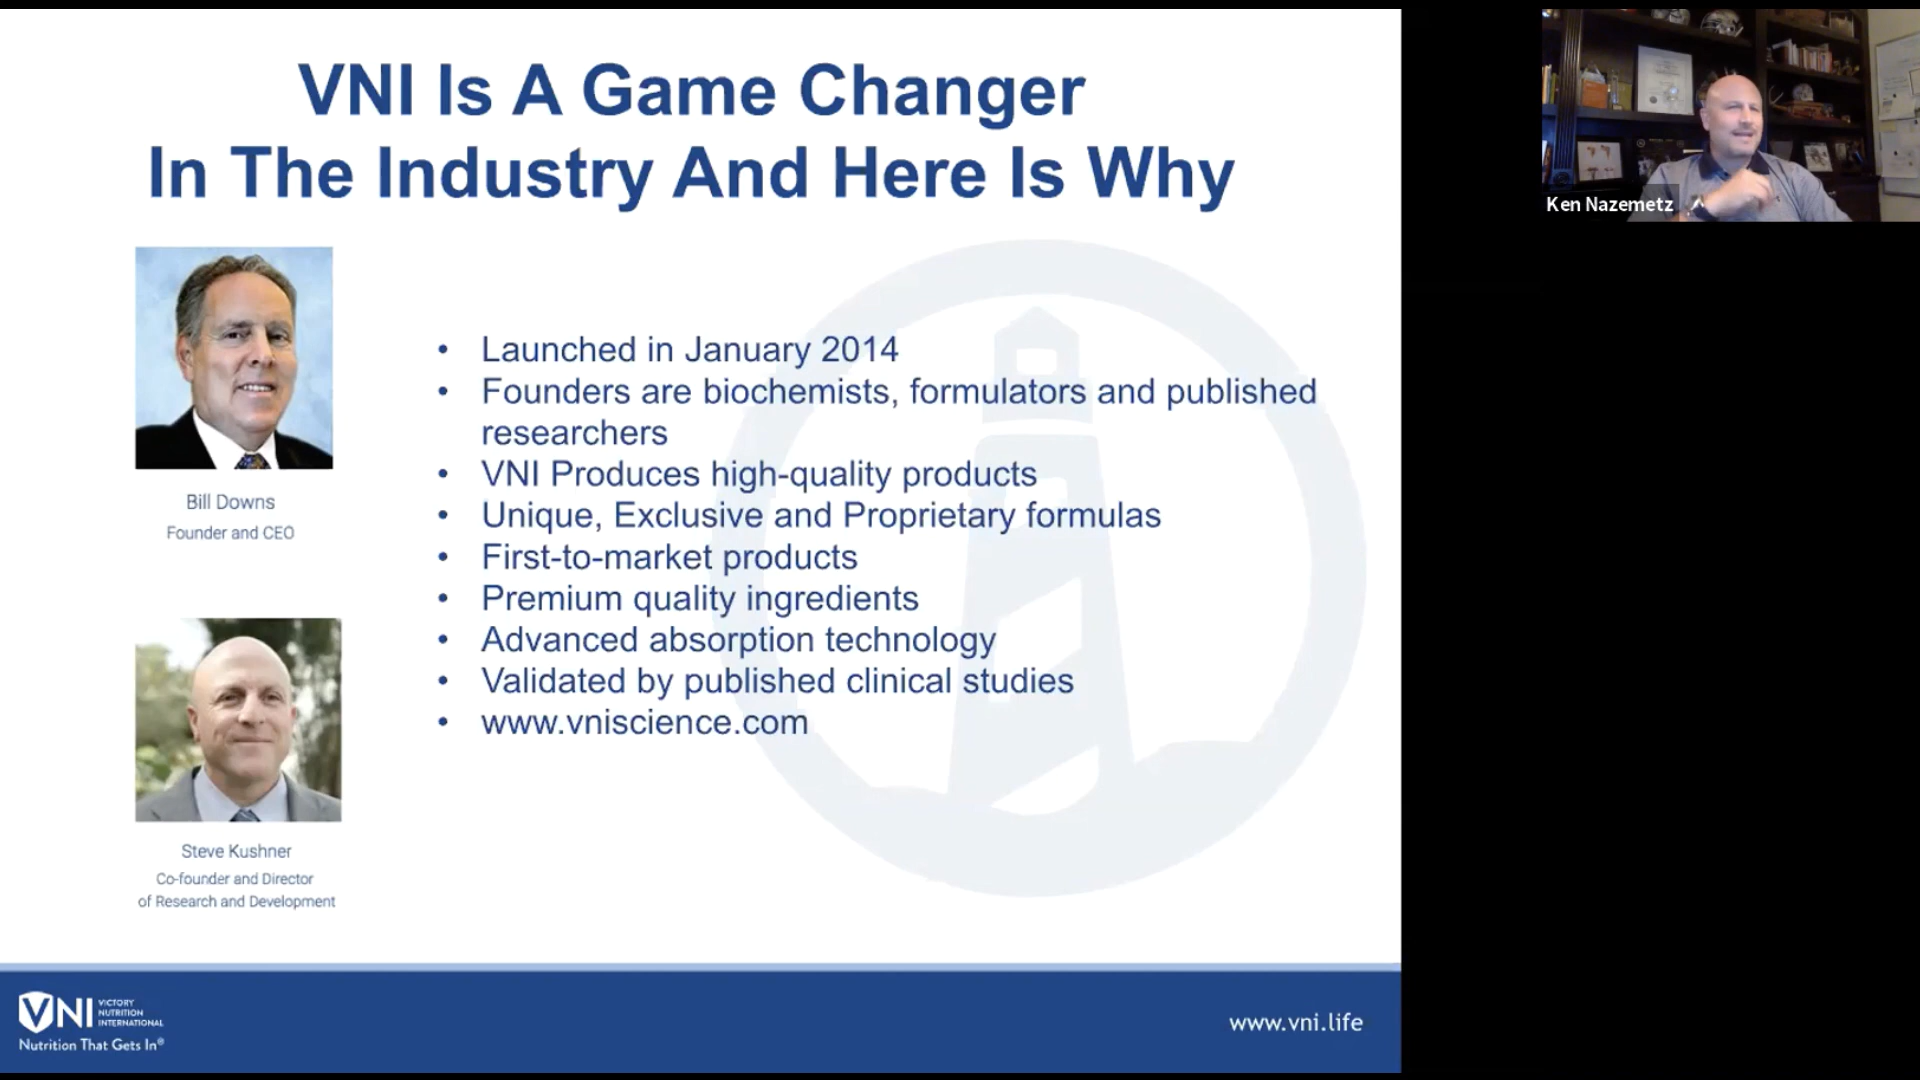 VNI Is A Game Changer
In The Industry And Here Is Why
Ken Nazemetz
• Launched in January 2014
• Founders are biochemists, formulators and published
researchers
• VNI Produces high-quality products
• Unique, Exclusive and Proprietary formulas
• First-to-market products
• Premium quality ingredients
• Advanced absorption technology
• Validated by published clinical studies
• www.vniscience.com
Bill Downs
Founder and CEO
Steve Kushner
Co-founder and Director
of Research and Development
VNI
VICTORY
NUTRITION
INTERNATIONAL
Nutrition That Gets In®
www.vni.life